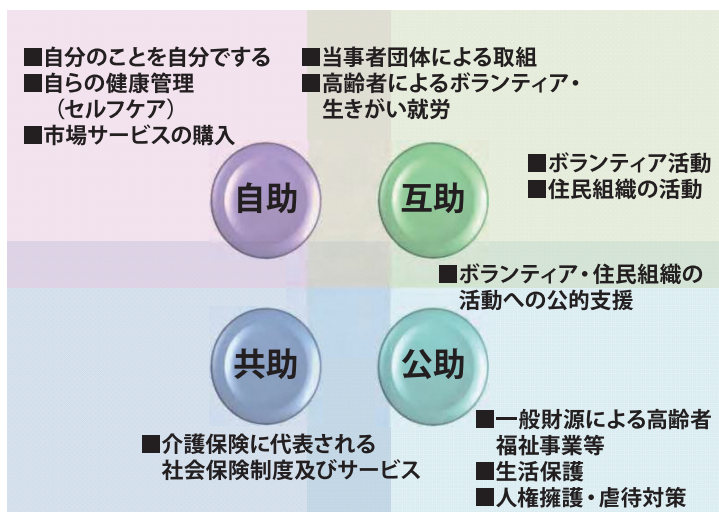 ■自分のことを自分でする
■自らの健康管理
（セルフケア）
■市場サービスの購入
■当事者団体による取組
■高齢者によるボランティア・
生きがい就労
自助
互助
■ボランティア活動
■住民組織の活動
■ボランティア・住民組織の
活動への公的支援
共助
公助
■介護保険に代表される
社会保険制度及びサービス
■一般財源による高齢者
福祉事業等
■生活保護
■人権擁護・虐待対策